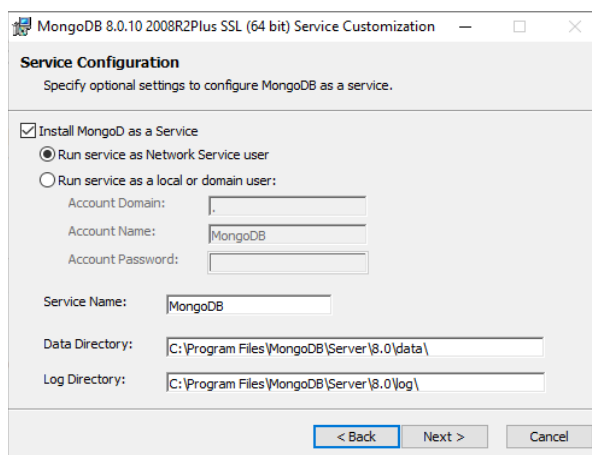 MongoDB 8.0.10 2008R2Plus SSL (64 bit) Service Customization
Service Configuration
Specify optional settings to configure MongoDB as a service.
Install MongoD as a Service
Run service as Network Service user
Run service as a local or domain user:
Account Domain: .
Account Name: MongoDB
Account Password:
Service Name: MongoDB
Data Directory: C:\Program Files\MongoDB\Server\8.0\data\
Log Directory: C:\Program Files\MongoDB\Server\8.0\log\
< Back Next > Cancel